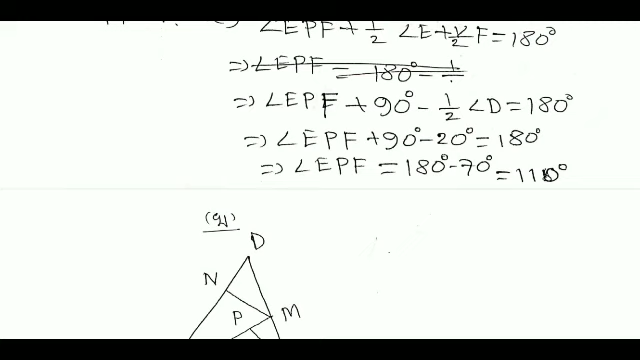 ∠EPF + 1/2 ∠E + 1/2 F = 180°
=> ∠EPF = 180° =
=> ∠EPF + 90° - 1/2 ∠D = 180°
=> ∠EPF + 90° - 20° = 180°
=> ∠EPF = 180° - 70° = 110°
D
N
P
M